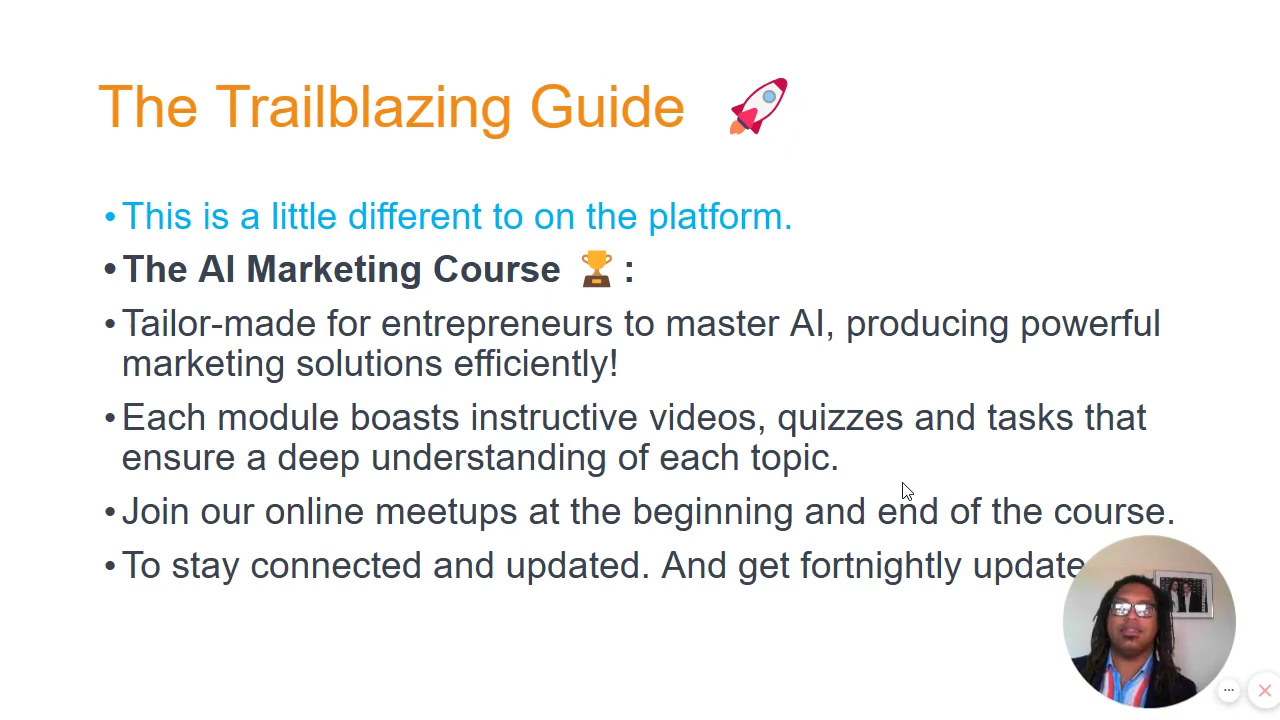 The Trailblazing Guide 🚀
• This is a little different to on the platform.
• The AI Marketing Course 🏆 :
• Tailor-made for entrepreneurs to master AI, producing powerful
marketing solutions efficiently!
• Each module boasts instructive videos, quizzes and tasks that
ensure a deep understanding of each topic.
• Join our online meetups at the beginning and end of the course.
• To stay connected and updated. And get fortnightly update